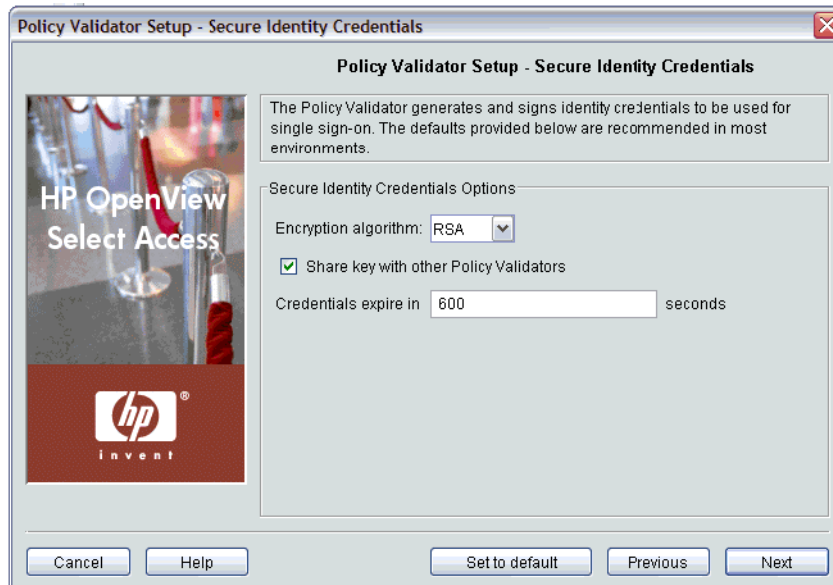 Policy Validator Setup - Secure Identity Credentials
Policy Validator Setup - Secure Identity Credentials
The Policy Validator generates and signs identity credentials to be used for
single sign-on. The defaults provided below are recommended in most
environments.
HP OpenView
Select Access
Secure Identity Credentials Options
Encryption algorithm: RSA
Share key with other Policy Validators
Credentials expire in 600 seconds
hp ®
invent
Cancel Help Set to default Previous Next